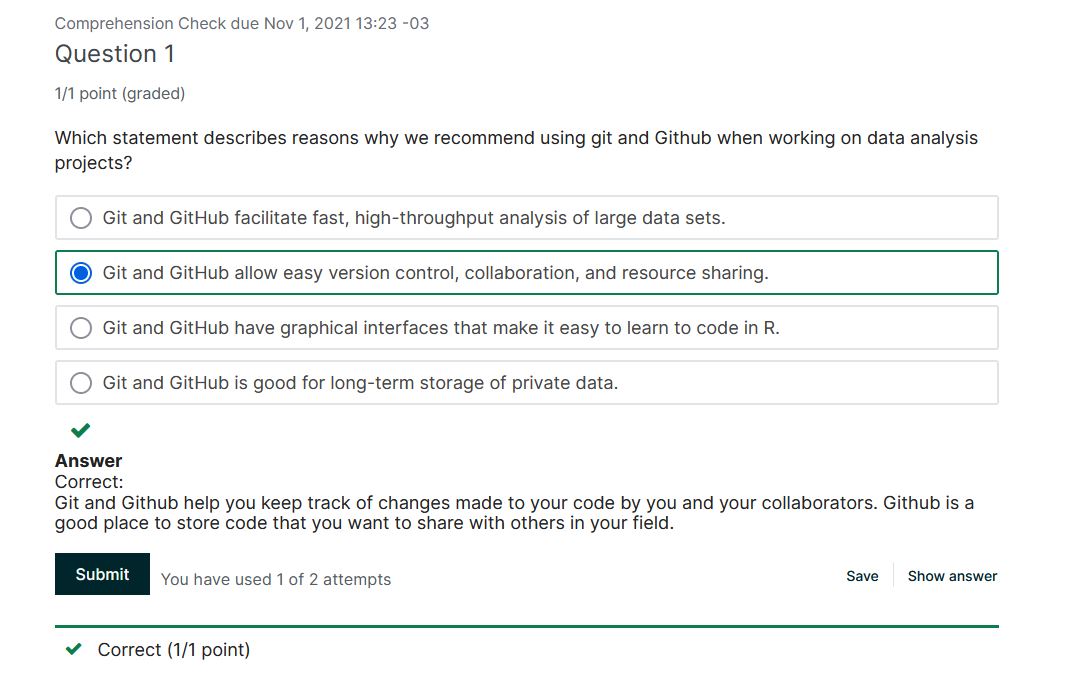 Comprehension Check due Nov 1, 2021 13:23 -03
Question 1
1/1 point (graded)
Which statement describes reasons why we recommend using git and Github when working on data analysis
projects?
Git and GitHub facilitate fast, high-throughput analysis of large data sets.
Git and GitHub allow easy version control, collaboration, and resource sharing.
Git and GitHub have graphical interfaces that make it easy to learn to code in R.
Git and GitHub is good for long-term storage of private data.
Answer
Correct:
Git and Github help you keep track of changes made to your code by you and your collaborators. Github is a
good place to store code that you want to share with others in your field.
Submit You have used 1 of 2 attempts Save Show answer
Correct (1/1 point)